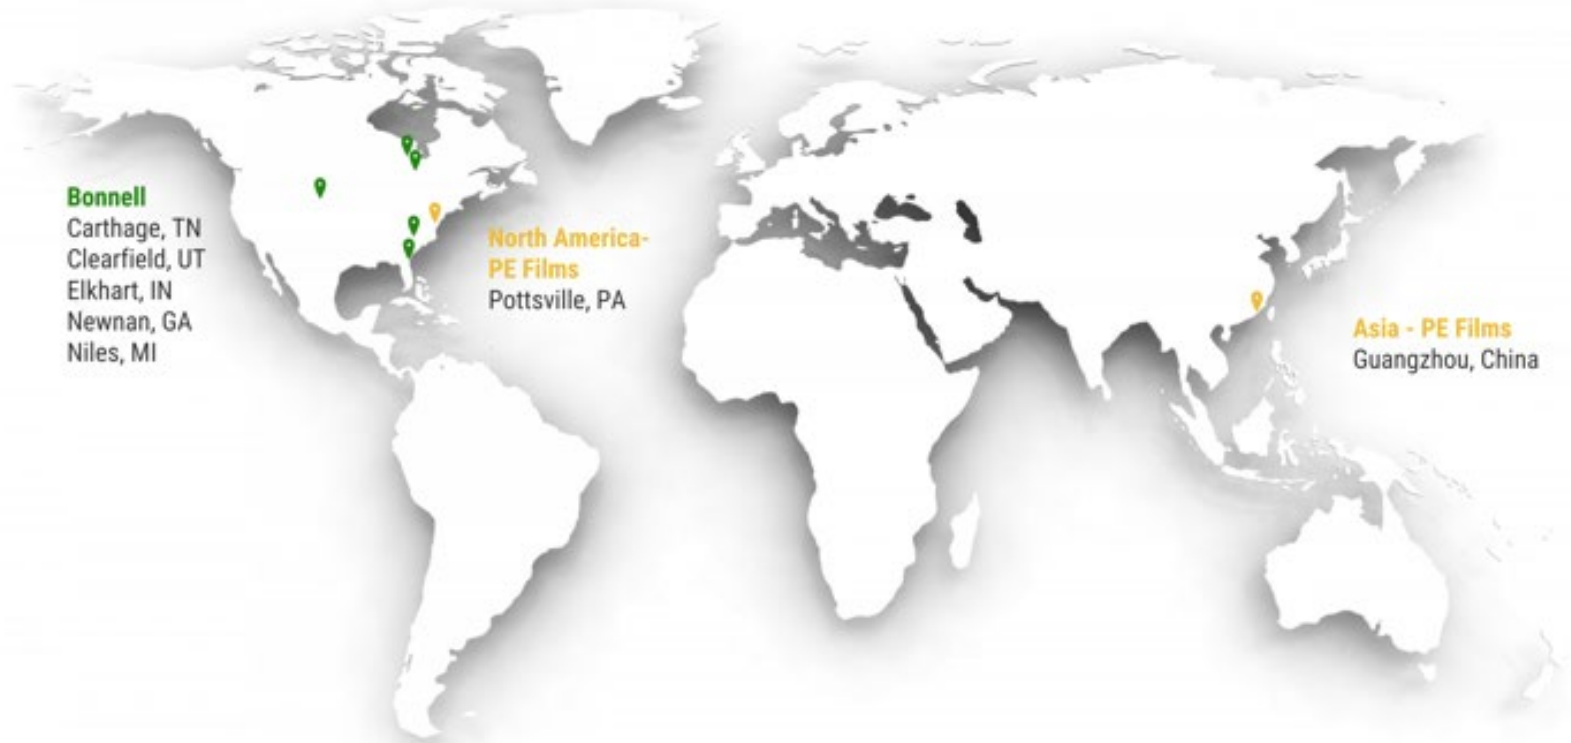 Bonnell
Carthage, TN
Clearfield, UT
Elkhart, IN
Newnan, GA
Niles, MI
North America-
PE Films
Pottsville, PA
Asia - PE Films
Guangzhou, China